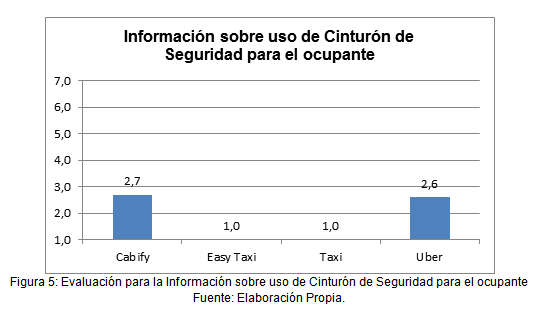 Información sobre uso de Cinturón de
Seguridad para el ocupante
7,0
6,0
5,0
4,0
3,0
2,0
1,0
2,7
1,0
1,0
2,6
Cabify
Easy Taxi
Taxi
Uber
Figura 5: Evaluación para la Información sobre uso de Cinturón de Seguridad para el ocupante
Fuente: Elaboración Propia.